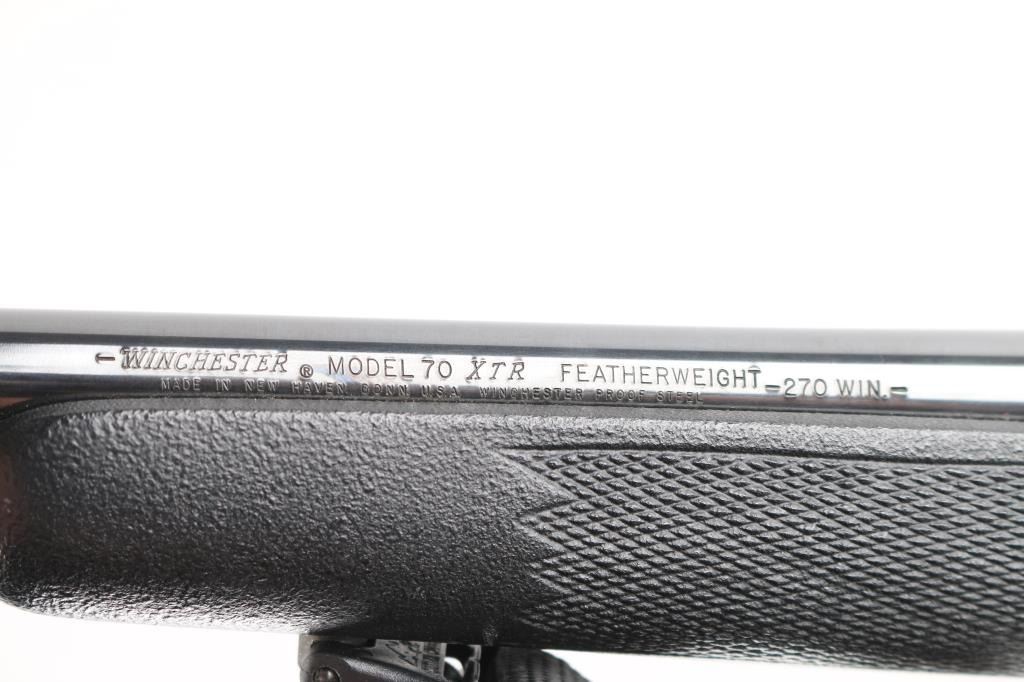 WINCHESTER ® MODEL 70 XTR FEATHERWEIGHT -270 WIN.-
MADE IN NEW HAVEN, CONN. U.S.A. WINCHESTER PROOF STEEL